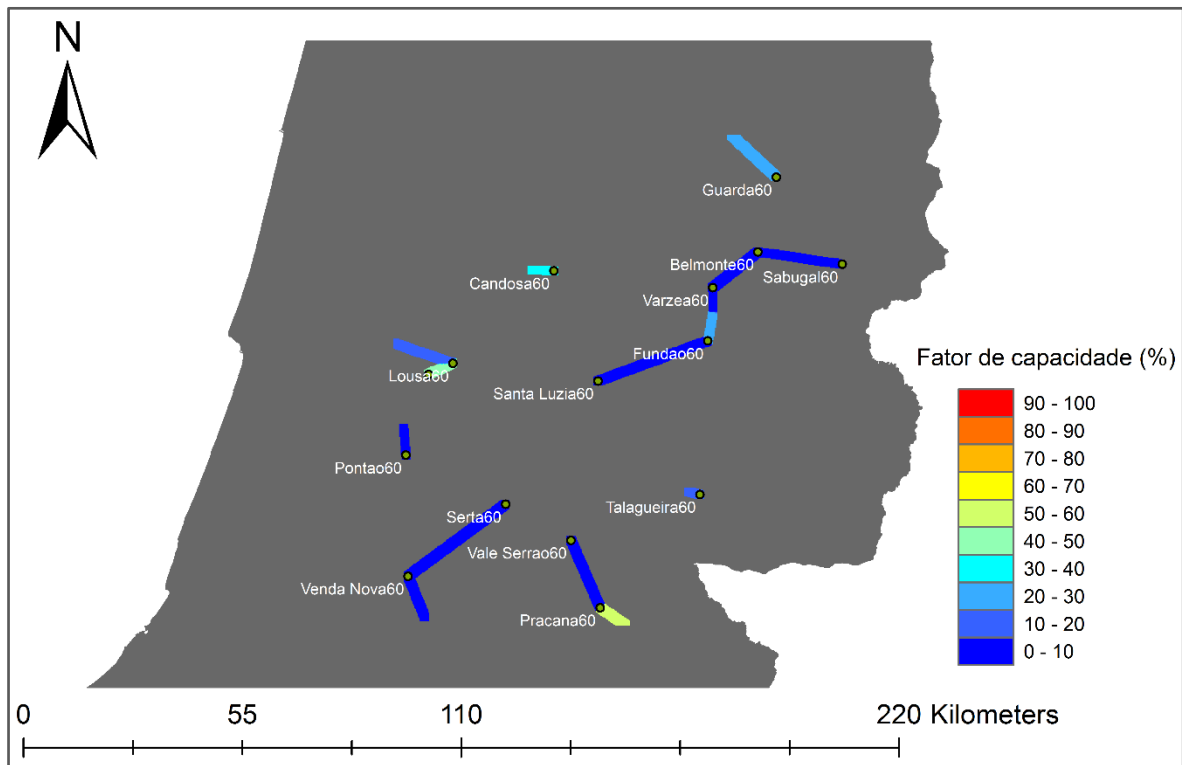 N
Guarda60
Belmonte60
Sabugal60
Candosa60
Varzea60
Fundao60
Lousa60
Santa Luzia60
Pontao60
Talagueira60
Serta60
Vale Serrao60
Venda Nova60
Pracana60
Fator de capacidade (%)
90 - 100
80 - 90
70 - 80
60 - 70
50 - 60
40 - 50
30 - 40
20 - 30
10 - 20
0 - 10
0 55 110 220 Kilometers